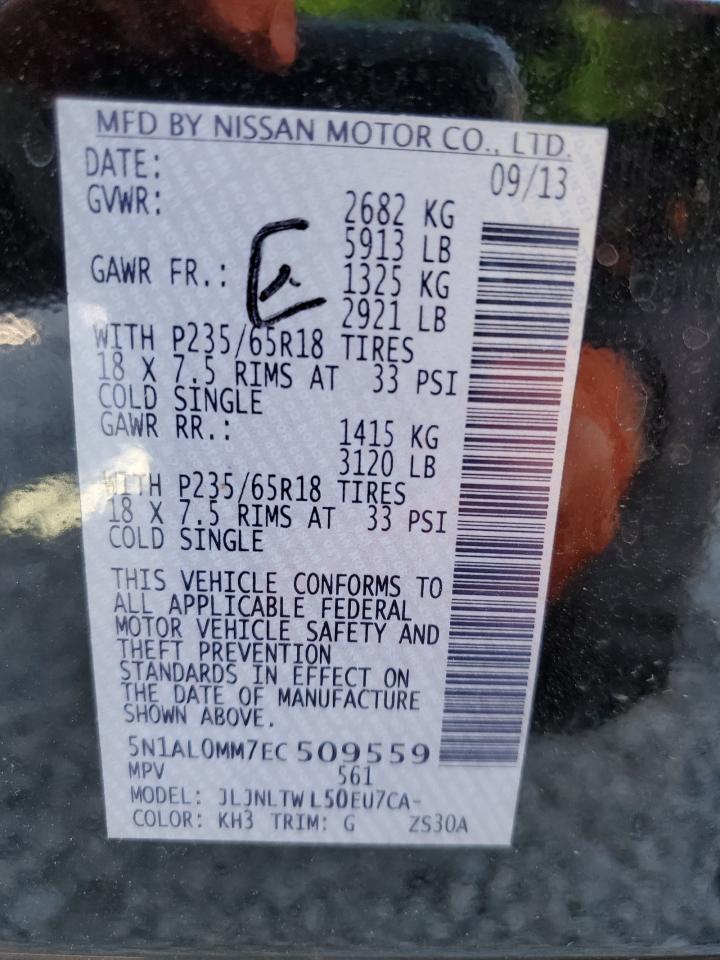 MFD BY NISSAN MOTOR CO., LTD.
DATE: 09/13
GVWR: 2682 KG
5913 LB
GAWR FR.: 1325 KG
2921 LB
WITH P235/65R18 TIRES
18 X 7.5 RIMS AT 33 PSI
COLD SINGLE
GAWR RR.: 1415 KG
3120 LB
WITH P235/65R18 TIRES
18 X 7.5 RIMS AT 33 PSI
COLD SINGLE
THIS VEHICLE CONFORMS TO
ALL APPLICABLE FEDERAL
MOTOR VEHICLE SAFETY AND
THEFT PREVENTION
STANDARDS IN EFFECT ON
THE DATE OF MANUFACTURE
SHOWN ABOVE.
5N1AL0MM7EC509559
MPV 561
MODEL: JLJNLTWL50EU7CA-
COLOR: KH3 TRIM: G ZS30A